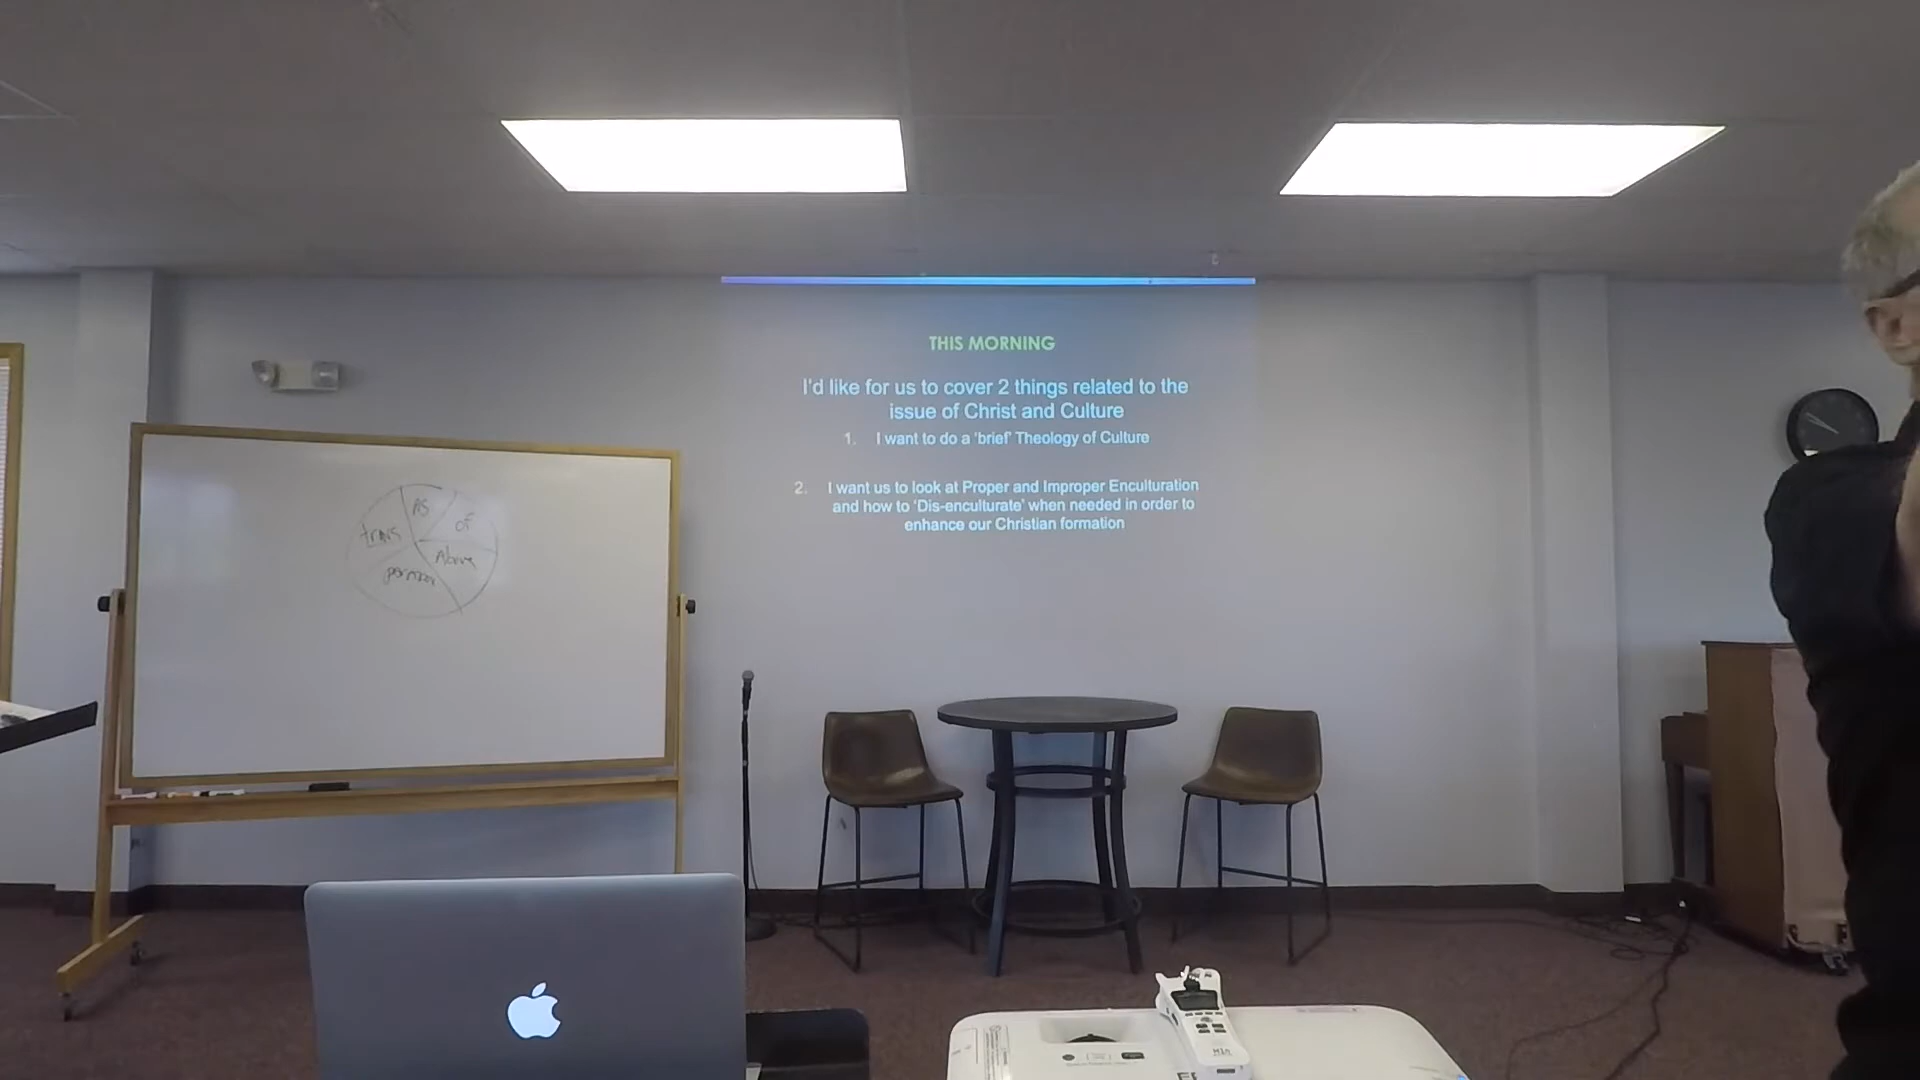 THIS MORNING
I'd like for us to cover 2 things related to the
issue of Christ and Culture
1. I want to do a 'brief' Theology of Culture
2. I want us to look at Proper and Improper Enculturation
and how to 'Dis-enculturate' when needed in order to
enhance our Christian formation
AS
of
trans
Above
H1n